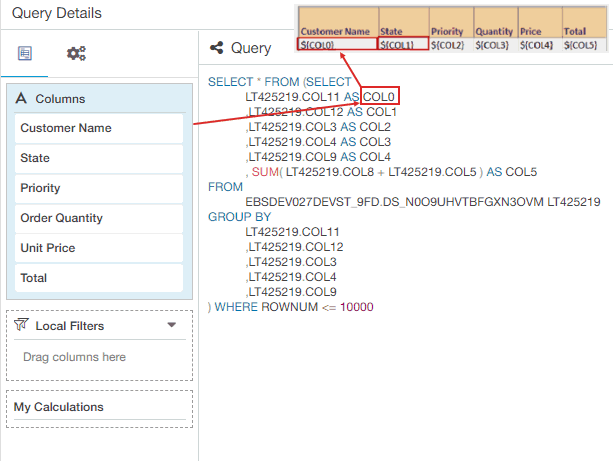 Query Details
Customer Name State Priority Quantity Price Total
${COL0} ${COL1} ${COL2} ${COL3} ${COL4} ${COL5}
Query
Columns
Customer Name
State
Priority
Order Quantity
Unit Price
Total
Local Filters
Drag columns here
My Calculations
SELECT * FROM (SELECT
LT425219.COL11 AS COL0
,LT425219.COL12 AS COL1
,LT425219.COL3 AS COL2
,LT425219.COL4 AS COL3
,LT425219.COL9 AS COL4
, SUM( LT425219.COL8 + LT425219.COL5 ) AS COL5
FROM
EBSDEV027DEVST_9FD.DS_N0O9UHVTBFGXN3OVM LT425219
GROUP BY
LT425219.COL11
,LT425219.COL12
,LT425219.COL3
,LT425219.COL4
,LT425219.COL9
) WHERE ROWNUM <= 10000